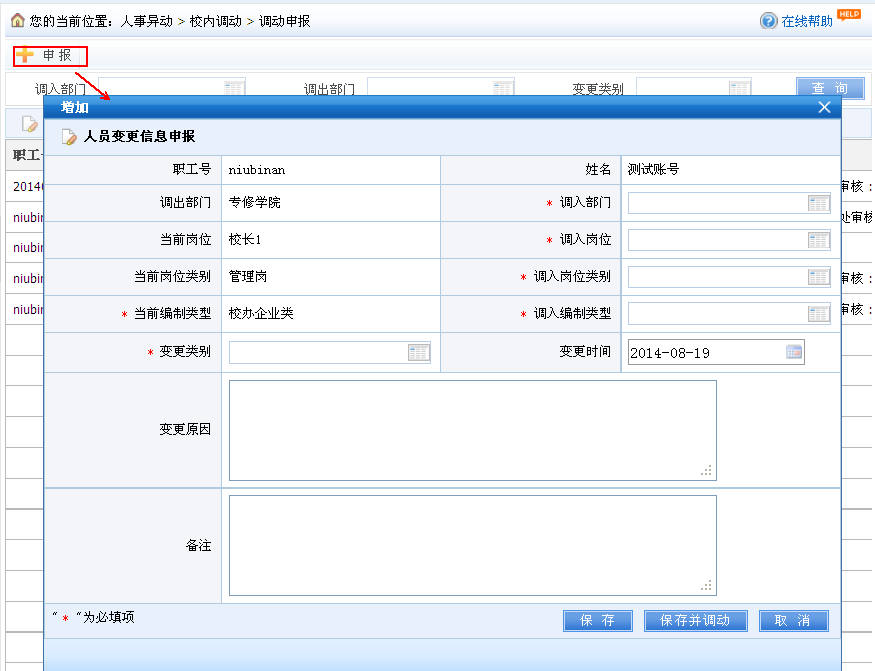 您的当前位置：人事异动 > 校内调动 > 调动申报 在线帮助 HELP
申 报
调入部门 调出部门 变更类别 查 询
增加
人员变更信息申报
职工 职工号 niubinan 姓名 测试账号
2014 调出部门 专修学院 * 调入部门 审核：
niubin 当前岗位 校长1 * 调入岗位 处审核
niubin 当前岗位类别 管理岗 * 调入岗位类别
niubin * 当前编制类型 校办企业类 * 调入编制类型 审核：
niubin * 变更类别 变更时间 2014-08-19 审核：
变更原因
备注
" * "为必填项 保 存 保存并调动 取 消